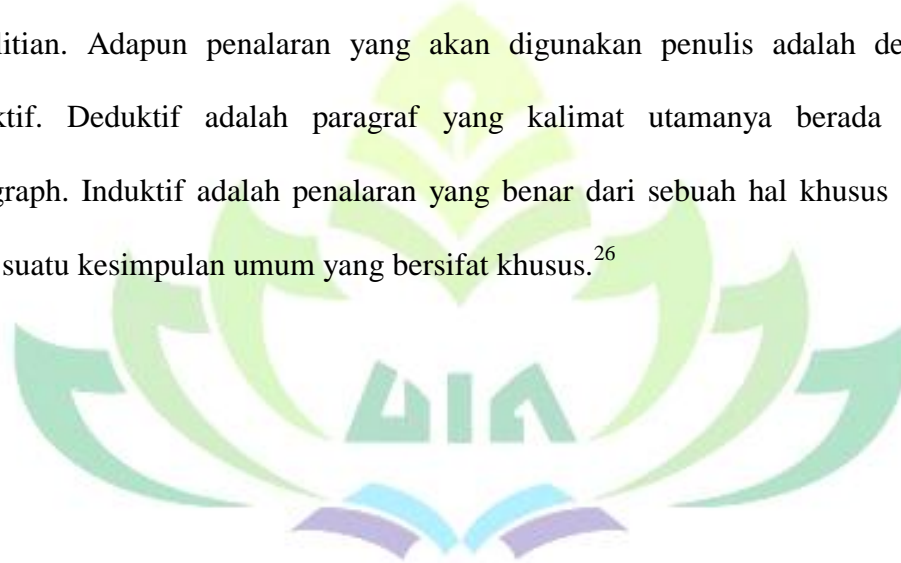 litian. Adapun penalaran yang akan digunakan penulis adalah de
ktif. Deduktif adalah paragraf yang kalimat utamanya berada
graph. Induktif adalah penalaran yang benar dari sebuah hal khusus
suatu kesimpulan umum yang bersifat khusus.26
UIN